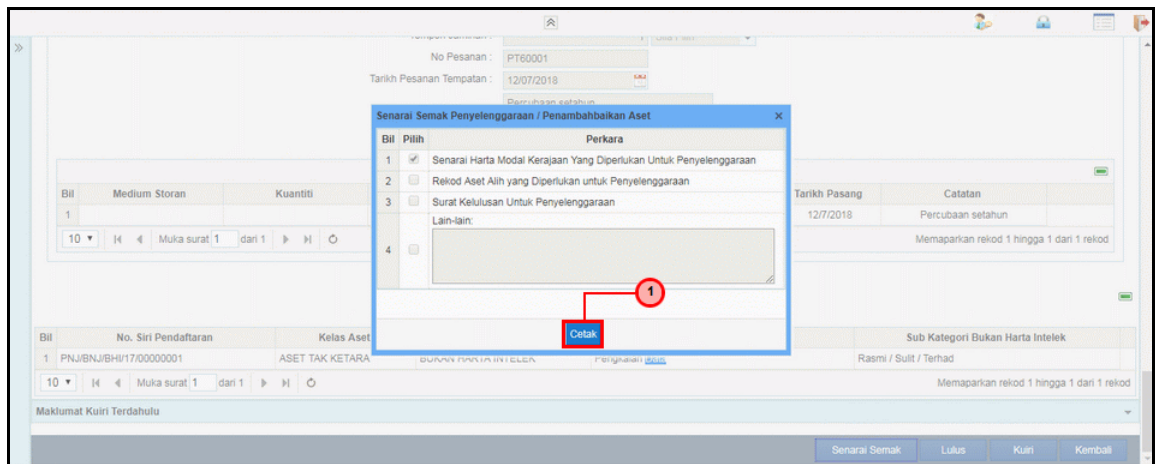 No Pesanan : PT60001
Tarikh Pesanan Tempatan : 12/07/2018
Percubaan setahun
Senarai Semak Penyelenggaraan / Penambahbaikan Aset
Bil Pilih Perkara
1 Senarai Harta Modal Kerajaan Yang Diperlukan Untuk Penyelenggaraan
2 Rekod Aset Alih yang Diperlukan untuk Penyelenggaraan
3 Surat Kelulusan Untuk Penyelenggaraan
4 Lain-lain:
1
Cetak
Bil Medium Storan Kuantiti Tarikh Pasang Catatan
1 12/7/2018 Percubaan setahun
10 Muka surat 1 dari 1 Memaparkan rekod 1 hingga 1 dari 1 rekod
Bil No. Siri Pendaftaran Kelas Aset Sub Kategori Bukan Harta Intelek
1 PNJ/BNJ/BHI/17/00000001 ASET TAK KETARA BUKAN HARTA INTELEK Pengkalan Rasmi / Sulit / Terhad
10 Muka surat 1 dari 1 Memaparkan rekod 1 hingga 1 dari 1 rekod
Maklumat Kuiri Terdahulu
Senarai Semak Lulus Kuiri Kembali